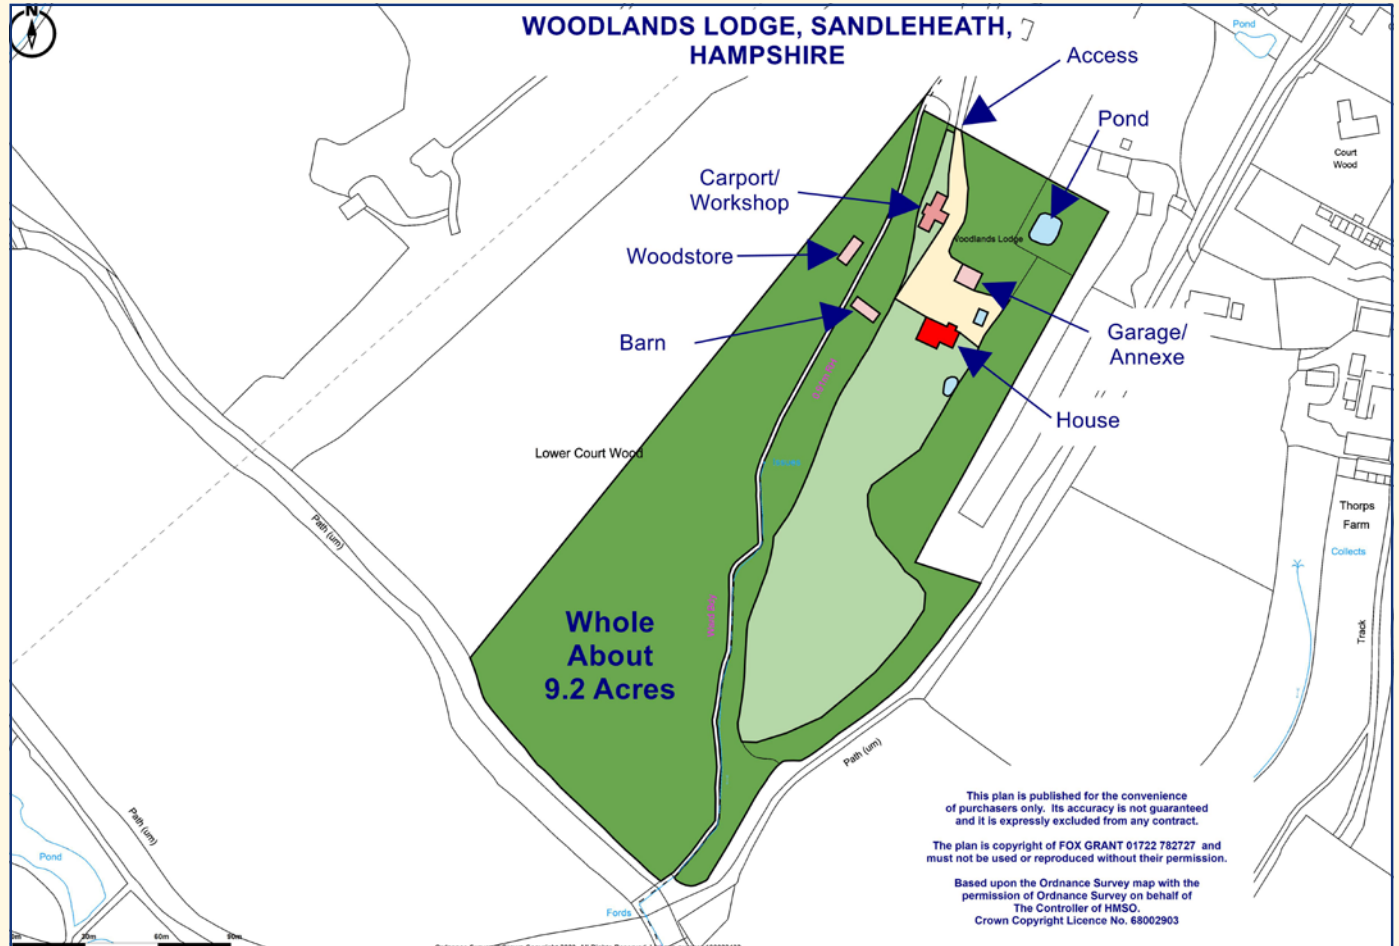 N
WOODLANDS LODGE, SANDLEHEATH,
HAMPSHIRE
Pond
Access
Pond
Court
Wood
Carport/
Workshop
Woodlands Lodge
Woodstore
Garage/
Annexe
Barn
House
Lower Court Wood
Path (um)
Thorps
Farm
Collects
Track
Whole
About
9.2 Acres
Ward Bdy
Path (um)
Path (um)
Pond
Fords
30m
60m
90m
This plan is published for the convenience
of purchasers only. Its accuracy is not guaranteed
and it is expressly excluded from any contract.
The plan is copyright of FOX GRANT 01722 782727 and
must not be used or reproduced without their permission.
Based upon the Ordnance Survey map with the
permission of Ordnance Survey on behalf of
The Controller of HMSO.
Crown Copyright Licence No. 68002903